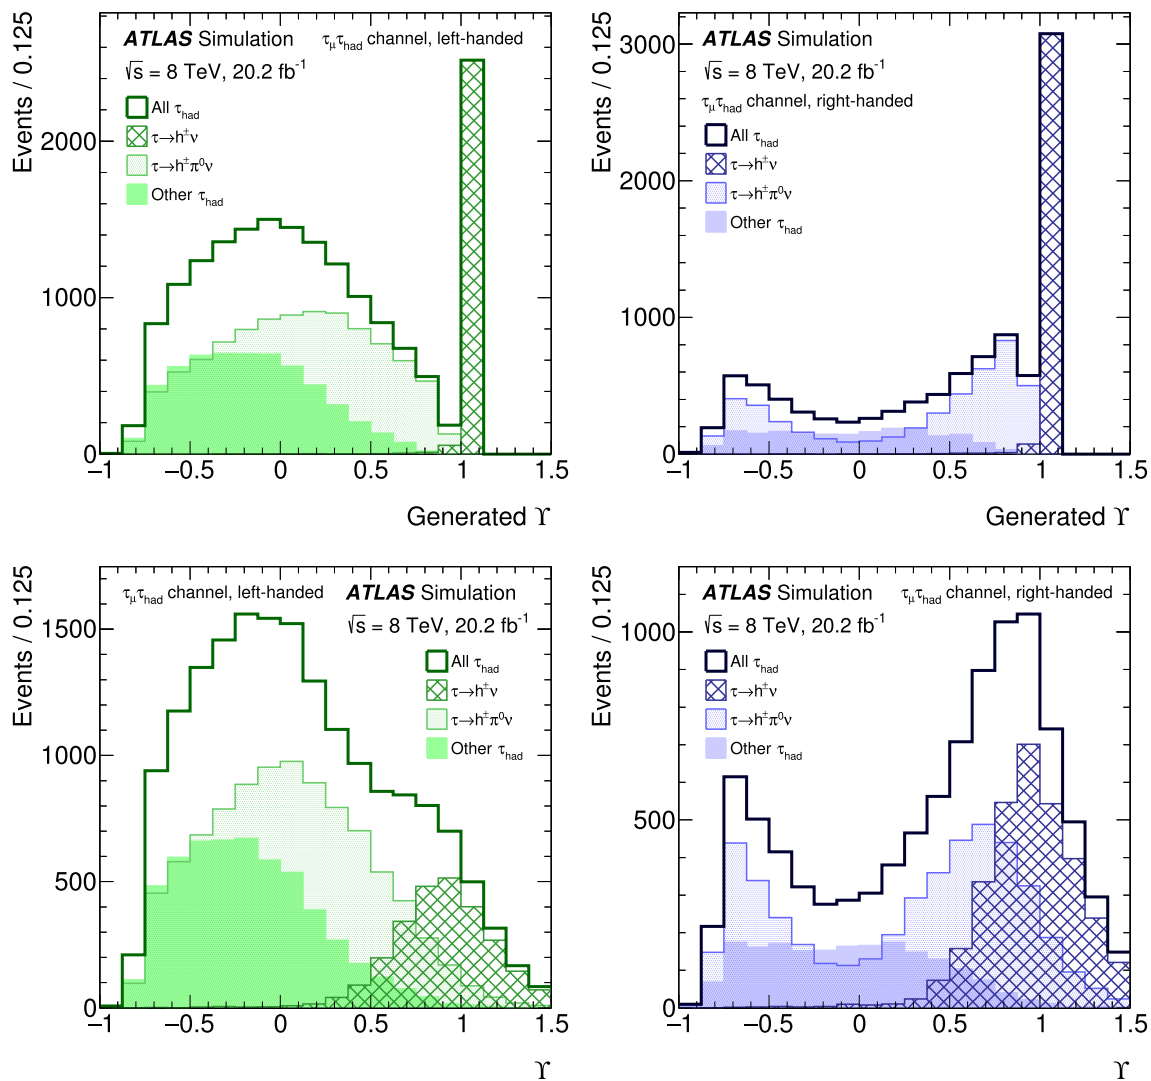 Events / 0.125
ATLAS Simulation
τμτhad channel, left-handed
√s = 8 TeV, 20.2 fb⁻¹
All τhad
τ→h±ν
τ→h±π⁰ν
Other τhad
2000
1000
0
−1 −0.5 0 0.5 1 1.5
Generated ϒ
Events / 0.125
ATLAS Simulation
√s = 8 TeV, 20.2 fb⁻¹
τμτhad channel, right-handed
All τhad
τ→h±ν
τ→h±π⁰ν
Other τhad
3000
2000
1000
0
−1 −0.5 0 0.5 1 1.5
Generated ϒ
Events / 0.125
τμτhad channel, left-handed
ATLAS Simulation
√s = 8 TeV, 20.2 fb⁻¹
All τhad
τ→h±ν
τ→h±π⁰ν
Other τhad
1500
1000
500
0
−1 −0.5 0 0.5 1 1.5
ϒ
Events / 0.125
ATLAS Simulation
τμτhad channel, right-handed
√s = 8 TeV, 20.2 fb⁻¹
All τhad
τ→h±ν
τ→h±π⁰ν
Other τhad
1000
500
0
−1 −0.5 0 0.5 1 1.5
ϒ